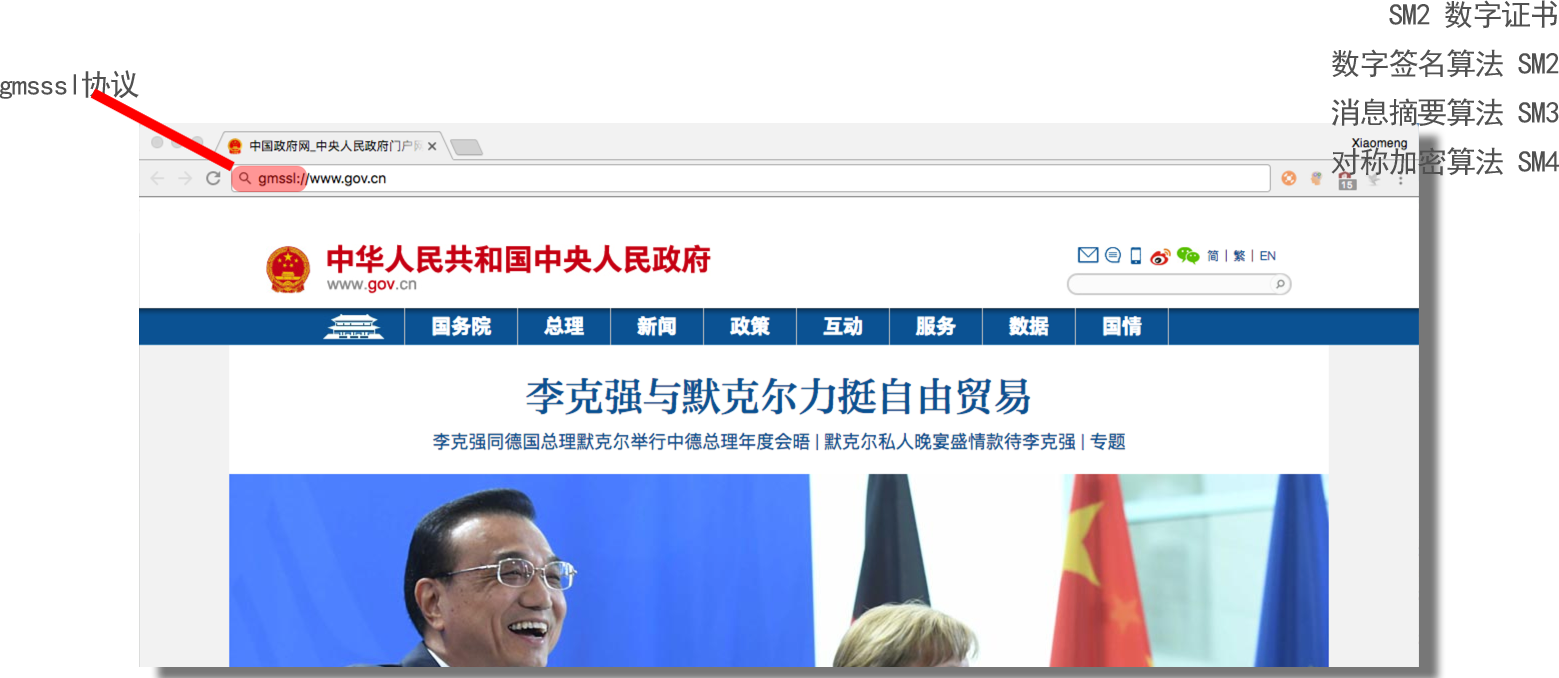 SM2 数字证书
数字签名算法 SM2
消息摘要算法 SM3
对称加密算法 SM4
gmsssl协议
中国政府网_中央人民政府门户网
Xiaomeng
gmssl://www.gov.cn
15
中华人民共和国中央人民政府
www.gov.cn
简 | 繁 | EN
国务院 总理 新闻 政策 互动 服务 数据 国情
李克强与默克尔力挺自由贸易
李克强同德国总理默克尔举行中德总理年度会晤 | 默克尔私人晚宴盛情款待李克强 | 专题